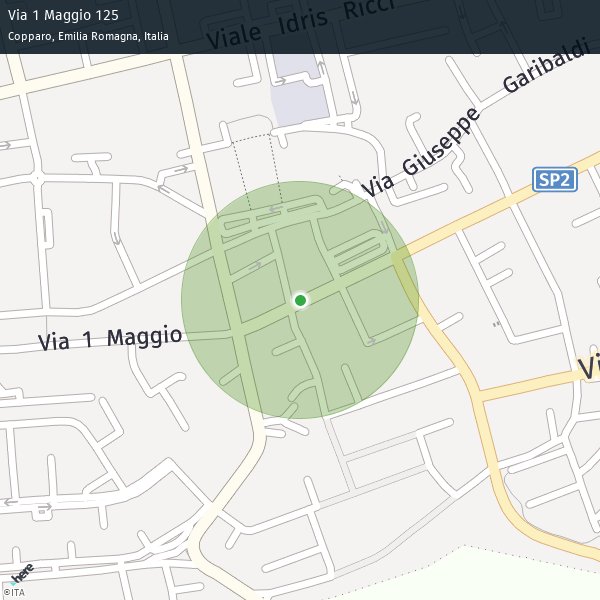 Via 1 Maggio 125
Copparo, Emilia Romagna, Italia
Viale Idris Ricci
Via Giuseppe Garibaldi
SP2
Via 1 Maggio
Vi
here
©ITA